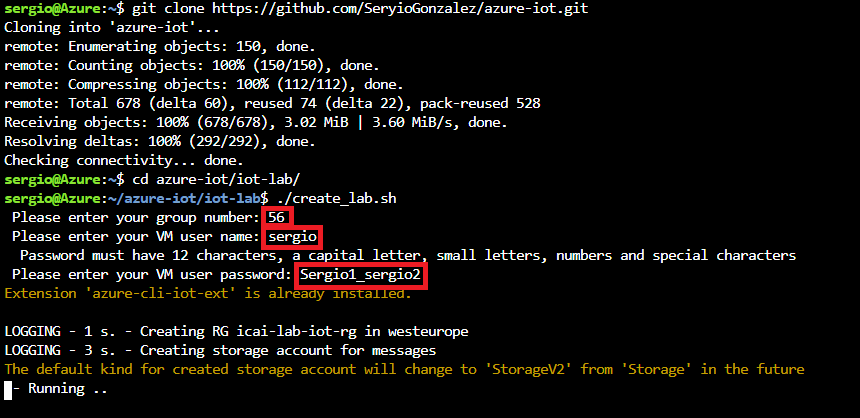 sergio@Azure:~$ git clone https://github.com/SeryioGonzalez/azure-iot.git
Cloning into 'azure-iot'...
remote: Enumerating objects: 150, done.
remote: Counting objects: 100% (150/150), done.
remote: Compressing objects: 100% (112/112), done.
remote: Total 678 (delta 60), reused 74 (delta 22), pack-reused 528
Receiving objects: 100% (678/678), 3.02 MiB | 3.60 MiB/s, done.
Resolving deltas: 100% (292/292), done.
Checking connectivity... done.
sergio@Azure:~$ cd azure-iot/iot-lab/
sergio@Azure:~/azure-iot/iot-lab$ ./create_lab.sh
Please enter your group number: 56
Please enter your VM user name: sergio
Password must have 12 characters, a capital letter, small letters, numbers and special characters
Please enter your VM user password: Sergio1_sergio2
Extension 'azure-cli-iot-ext' is already installed.
LOGGING - 1 s. - Creating RG icai-lab-iot-rg in westeurope
LOGGING - 3 s. - Creating storage account for messages
The default kind for created storage account will change to 'StorageV2' from 'Storage' in the future
- Running ..